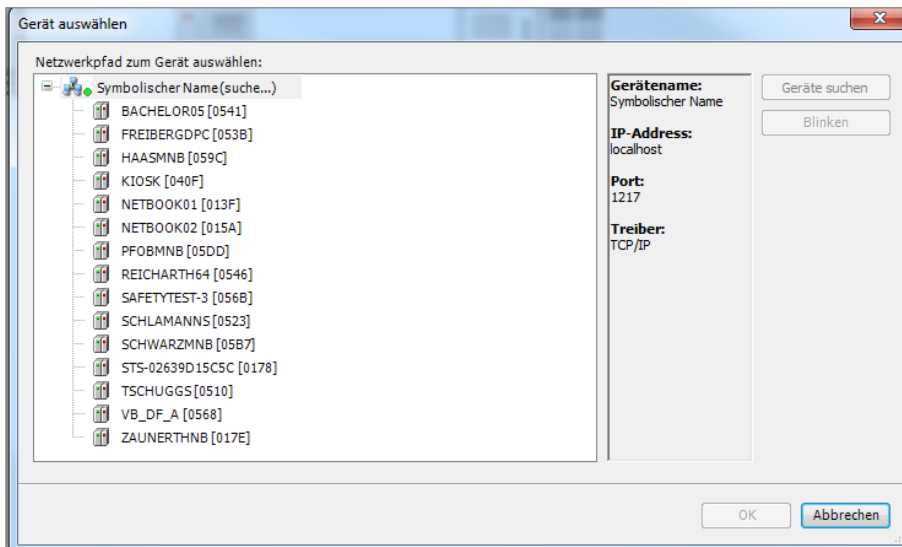 Gerät auswählen
Netzwerkpfad zum Gerät auswählen:
Symbolischer Name(suche...)
BACHELOR05 [0541]
FREIBERGDPC [053B]
HAASMNB [059C]
KIOSK [040F]
NETBOOK01 [013F]
NETBOOK02 [015A]
PFOBMNB [05DD]
REICHARTH64 [0546]
SAFETYTEST-3 [056B]
SCHLAMANNS [0523]
SCHWARZMNB [05B7]
STS-02639D15C5C [0178]
TSCHUGGS [0510]
VB_DF_A [0568]
ZAUNERTHNB [017E]
Gerätename:
Symbolischer Name
IP-Address:
localhost
Port:
1217
Treiber:
TCP/IP
Geräte suchen
Blinken
OK
Abbrechen